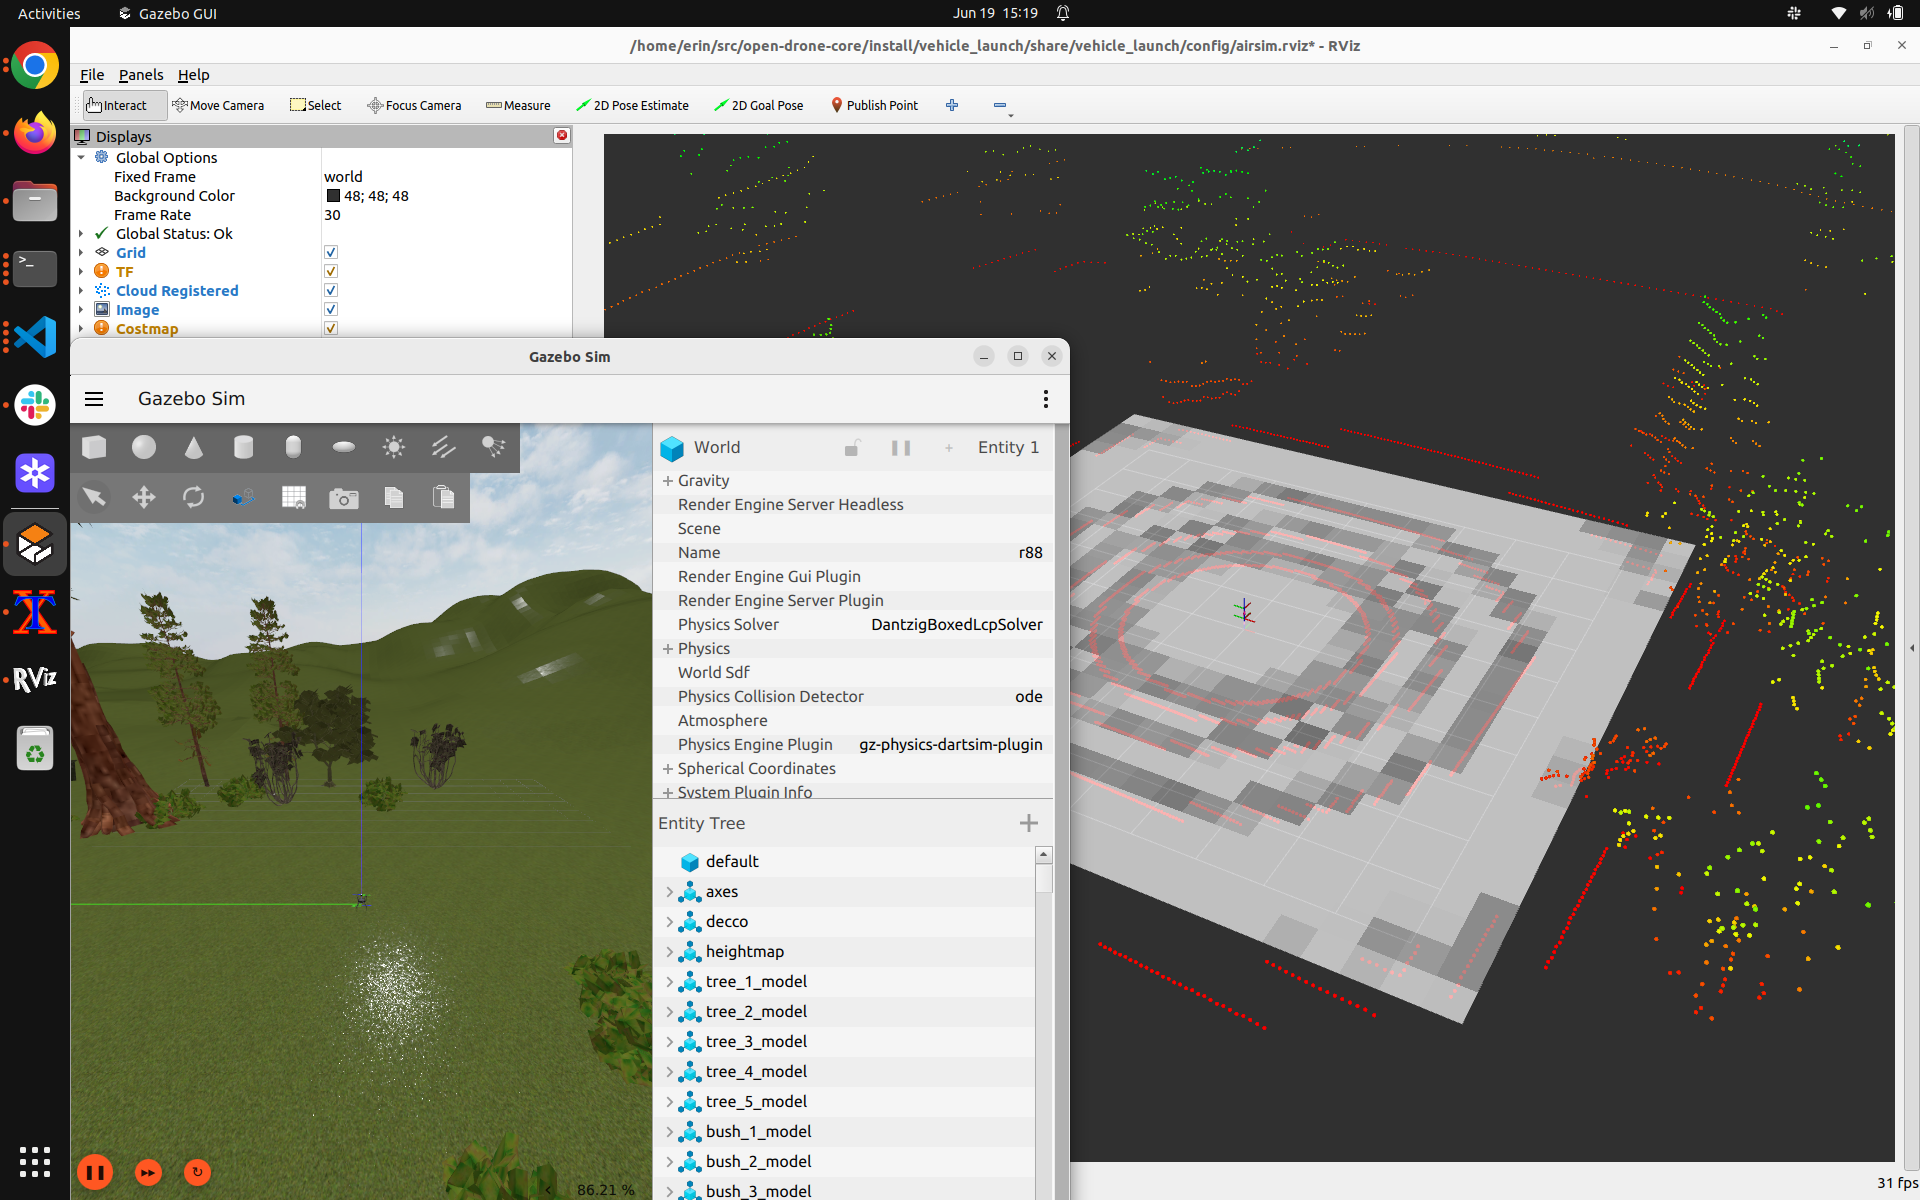 Activities
Gazebo GUI
Jun 19 15:19
/home/erin/src/open-drone-core/install/vehicle_launch/share/vehicle_launch/config/airsim.rviz* - RViz
File Panels Help
Interact Move Camera Select Focus Camera Measure 2D Pose Estimate 2D Goal Pose Publish Point
Displays
Global Options
Fixed Frame world
Background Color 48; 48; 48
Frame Rate 30
Global Status: Ok
Grid
TF
Cloud Registered
Image
Costmap
Gazebo Sim
Gazebo Sim
World Entity 1
Gravity
Render Engine Server Headless
Scene
Name r88
Render Engine Gui Plugin
Render Engine Server Plugin
Physics Solver DantzigBoxedLcpSolver
Physics
World Sdf
Physics Collision Detector ode
Atmosphere
Physics Engine Plugin gz-physics-dartsim-plugin
Spherical Coordinates
System Plugin Info
Entity Tree
default
axes
decco
heightmap
tree_1_model
tree_2_model
tree_3_model
tree_4_model
tree_5_model
bush_1_model
bush_2_model
bush_3_model
86.21 %
RViz
31 fps